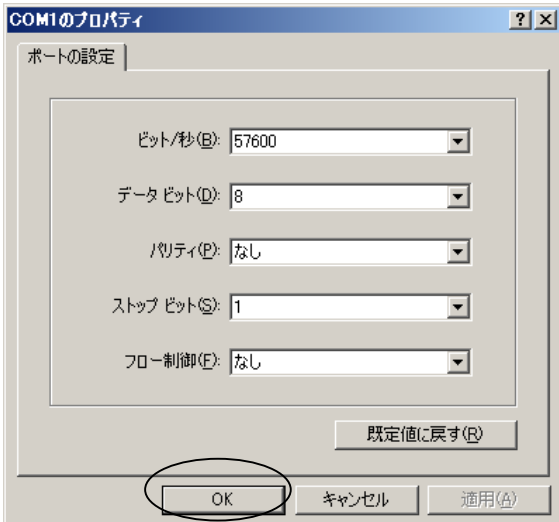 COM1のプロパティ
ポートの設定
ビット/秒(B): 57600
データ ビット(D): 8
パリティ(P): なし
ストップ ビット(S): 1
フロー制御(F): なし
既定値に戻す(R)
OK キャンセル 適用(A)